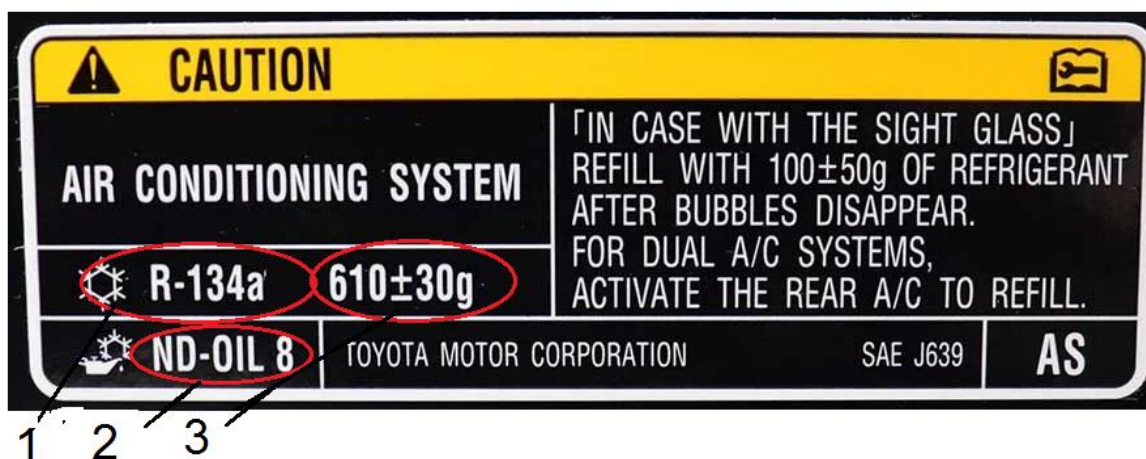 CAUTION
AIR CONDITIONING SYSTEM
「IN CASE WITH THE SIGHT GLASS」
REFILL WITH 100±50g OF REFRIGERANT
AFTER BUBBLES DISAPPEAR.
FOR DUAL A/C SYSTEMS,
ACTIVATE THE REAR A/C TO REFILL.
R-134a 610±30g
ND-OIL 8
TOYOTA MOTOR CORPORATION SAE J639 AS
1 2 3